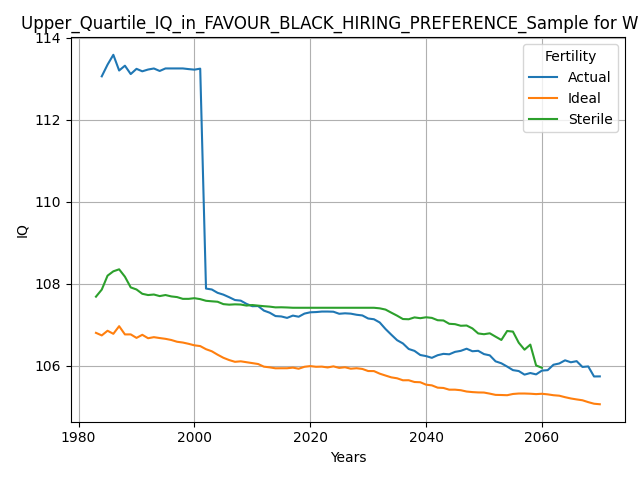 Upper_Quartile_IQ_in_FAVOUR_BLACK_HIRING_PREFERENCE_Sample for W
114
112
110
108
106
IQ
1980
2000
2020
2040
2060
Years
Fertility
Actual
Ideal
Sterile